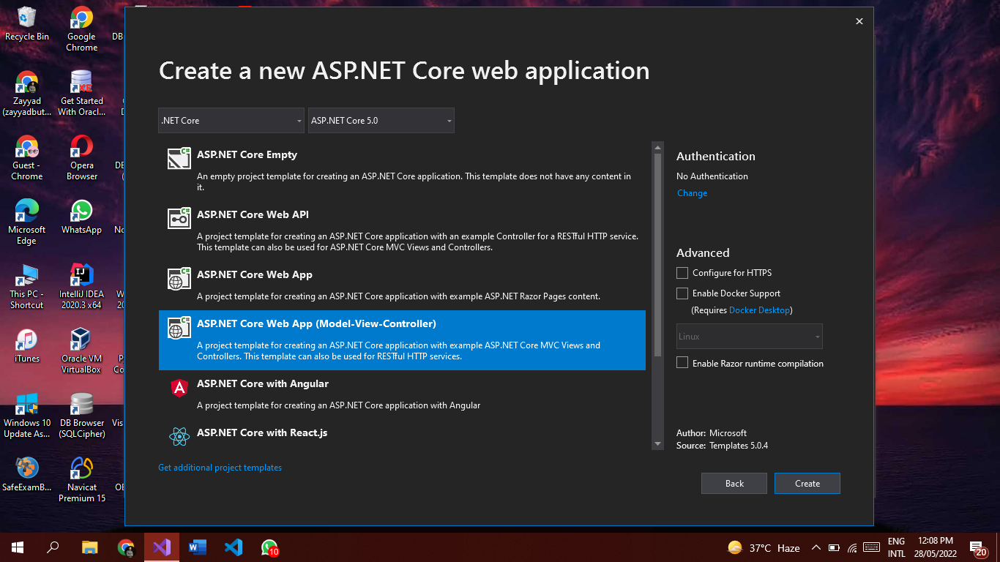 Recycle Bin
Google
Chrome
DB
Zayyad
(zayyadbut...
Get Started
With Oracl...
Guest -
Chrome
Opera
Browser
DE
Microsoft
Edge
WhatsApp
No
This PC -
Shortcut
IntelliJ IDEA
2020.3 x64
W
20
iTunes
Oracle VM
VirtualBox
P
Co
Windows 10
Update As...
DB Browser
(SQLCipher)
Vis
SafeExamB...
Navicat
Premium 15
OE
Create a new ASP.NET Core web application
.NET Core
ASP.NET Core 5.0
ASP.NET Core Empty
An empty project template for creating an ASP.NET Core application. This template does not have any content in
it.
ASP.NET Core Web API
A project template for creating an ASP.NET Core application with an example Controller for a RESTful HTTP service.
This template can also be used for ASP.NET Core MVC Views and Controllers.
ASP.NET Core Web App
A project template for creating an ASP.NET Core application with example ASP.NET Razor Pages content.
ASP.NET Core Web App (Model-View-Controller)
A project template for creating an ASP.NET Core application with example ASP.NET Core MVC Views and
Controllers. This template can also be used for RESTful HTTP services.
ASP.NET Core with Angular
A project template for creating an ASP.NET Core application with Angular
ASP.NET Core with React.js
Get additional project templates
Authentication
No Authentication
Change
Advanced
Configure for HTTPS
Enable Docker Support
(Requires Docker Desktop)
Linux
Enable Razor runtime compilation
Author: Microsoft
Source: Templates 5.0.4
Back
Create
10
37°C Haze
ENG
INTL
12:08 PM
28/05/2022
20